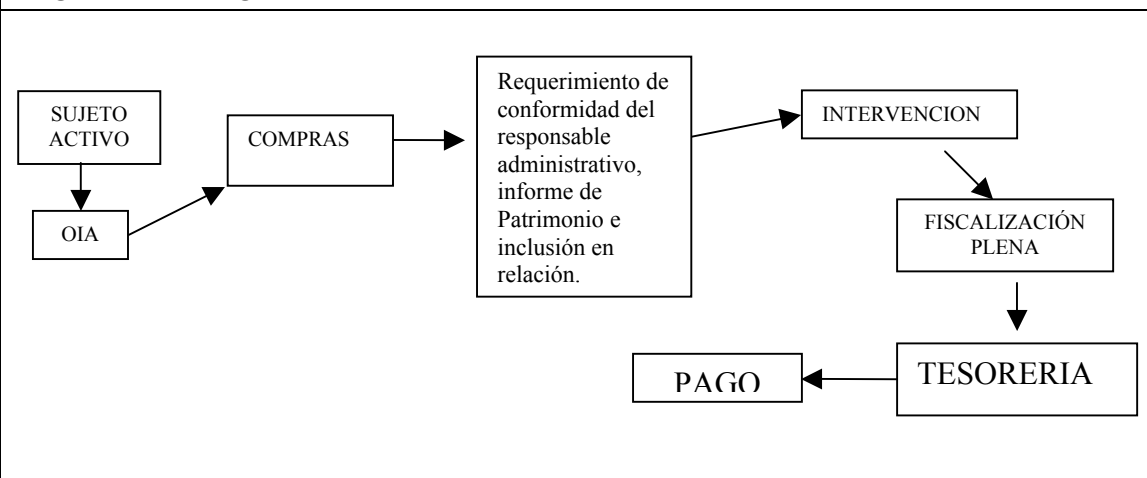 SUJETO
ACTIVO
OIA
COMPRAS
Requerimiento de
conformidad del
responsable
administrativo,
informe de
Patrimonio e
inclusión en
relación.
INTERVENCION
FISCALIZACIÓN
PLENA
TESORERIA
PAGO